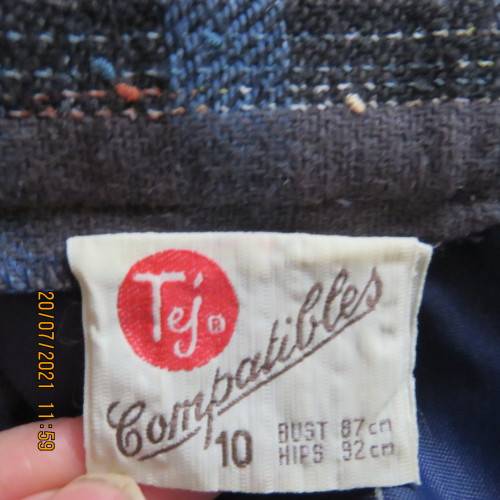 Tej ®
Compatibles
10
BUST 87cm
HIPS 92cm
20/07/2021 11:59